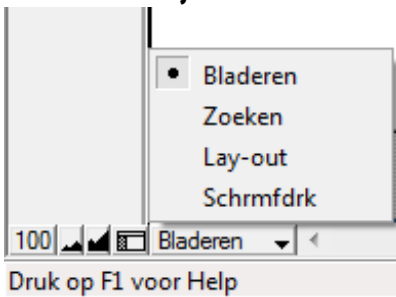 Bladeren
Zoeken
Lay-out
Schrmfdrk
100 Bladeren
Druk op F1 voor Help